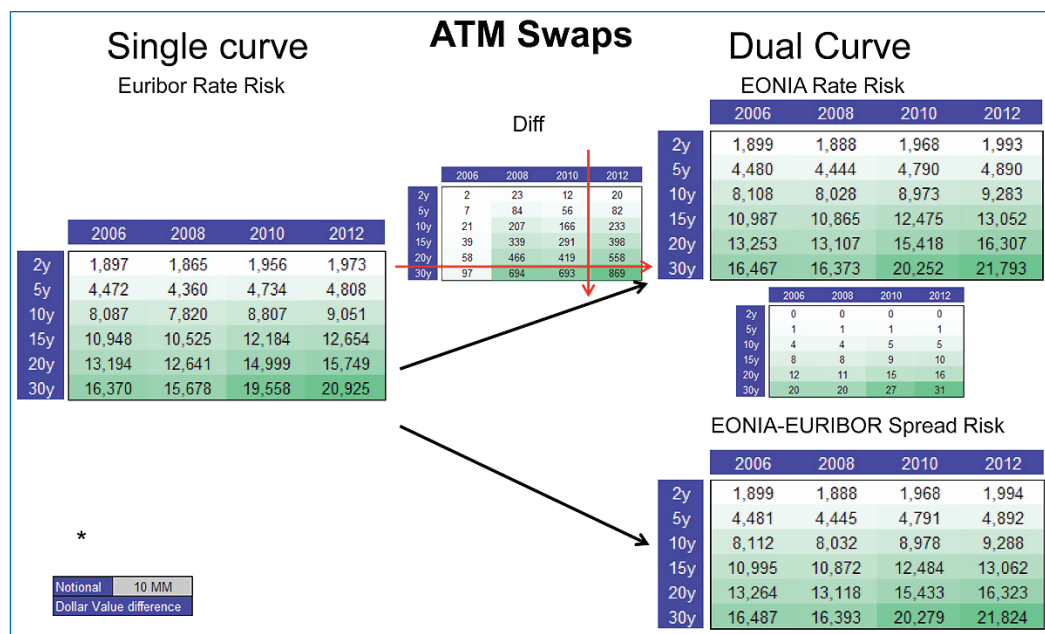 ATM Swaps
Single curve
Euribor Rate Risk
2006 2008 2010 2012
2y 1,897 1,865 1,956 1,973
5y 4,472 4,360 4,734 4,808
10y 8,087 7,820 8,807 9,051
15y 10,948 10,525 12,184 12,654
20y 13,194 12,641 14,999 15,749
30y 16,370 15,678 19,558 20,925
*
Notional 10 MM
Dollar Value difference
Diff
2006 2008 2010 2012
2y 2 23 12 20
5y 7 84 56 82
10y 21 207 166 233
15y 39 339 291 398
20y 58 466 419 558
30y 97 694 693 869
Dual Curve
EONIA Rate Risk
2006 2008 2010 2012
2y 1,899 1,888 1,968 1,993
5y 4,480 4,444 4,790 4,890
10y 8,108 8,028 8,973 9,283
15y 10,987 10,865 12,475 13,052
20y 13,253 13,107 15,418 16,307
30y 16,467 16,373 20,252 21,793
2006 2008 2010 2012
2y 0 0 0 0
5y 1 1 1 1
10y 4 4 5 5
15y 8 8 9 10
20y 12 11 15 16
30y 20 20 27 31
EONIA-EURIBOR Spread Risk
2006 2008 2010 2012
2y 1,899 1,888 1,968 1,994
5y 4,481 4,445 4,791 4,892
10y 8,112 8,032 8,978 9,288
15y 10,995 10,872 12,484 13,062
20y 13,264 13,118 15,433 16,323
30y 16,487 16,393 20,279 21,824